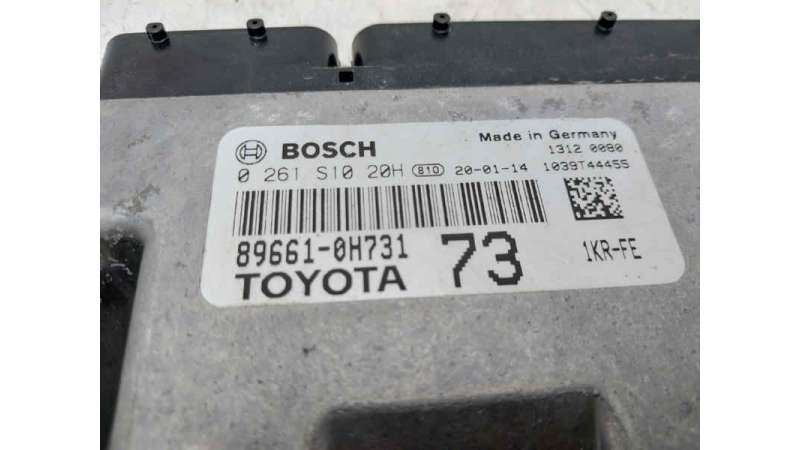 BOSCH
Made in Germany
1312 0080
0 261 S10 20H 810 20-01-14 1039T44455
89661-0H731
73
1KR-FE
TOYOTA